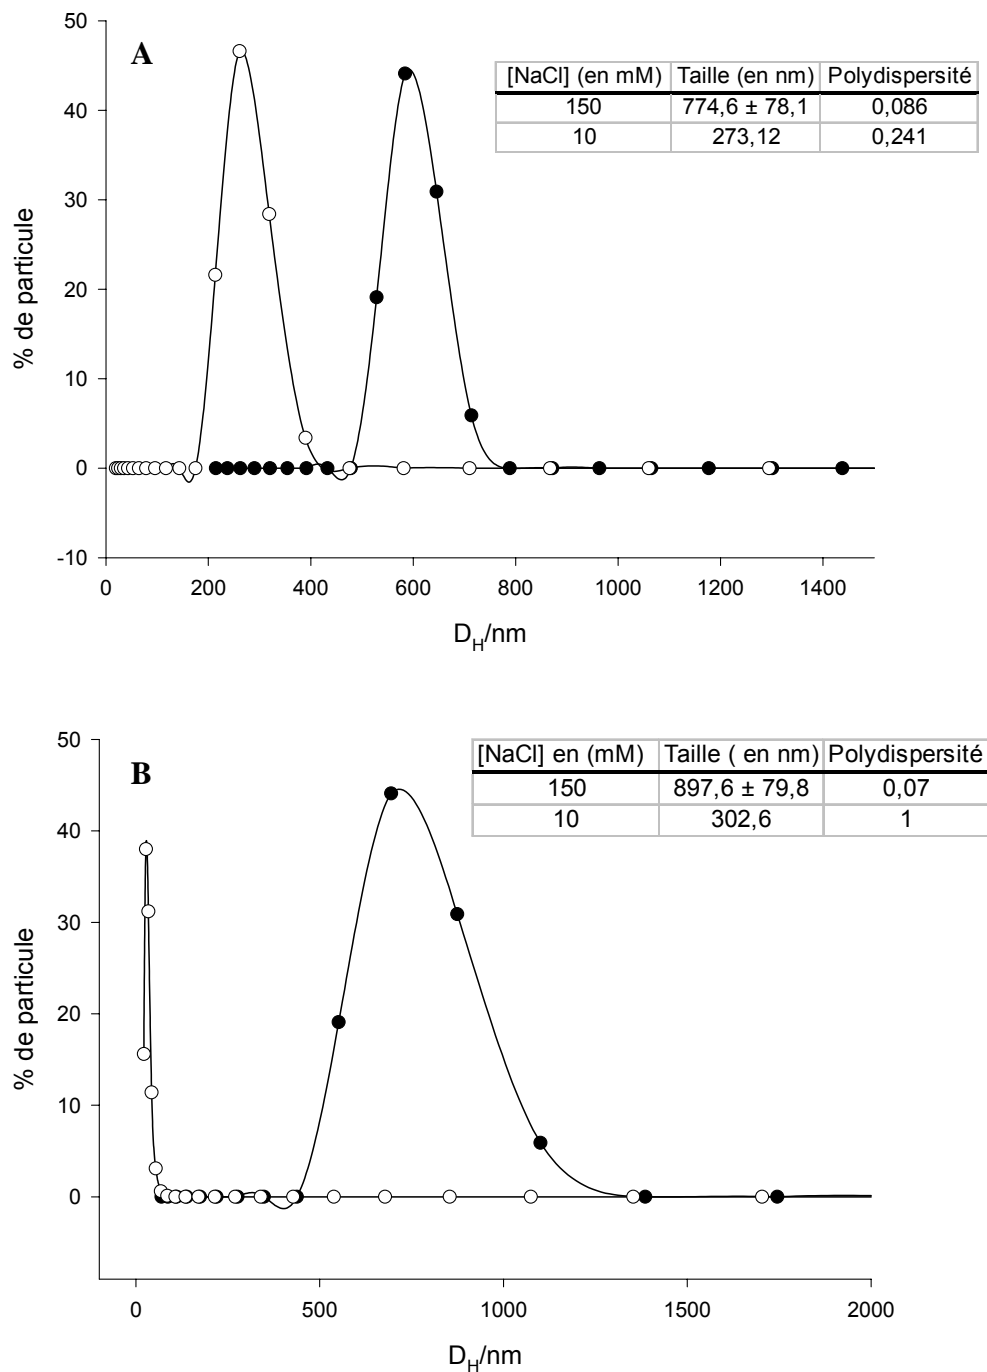 A
50
40
30
20
10
0
-10
% de particule
[NaCl] (en mM) Taille (en nm) Polydispersité
150 774,6 ± 78,1 0,086
10 273,12 0,241
0 200 400 600 800 1000 1200 1400
D_H/nm
B
50
40
30
20
10
0
% de particule
[NaCl] en (mM) Taille ( en nm) Polydispersité
150 897,6 ± 79,8 0,07
10 302,6 1
0 500 1000 1500 2000
D_H/nm